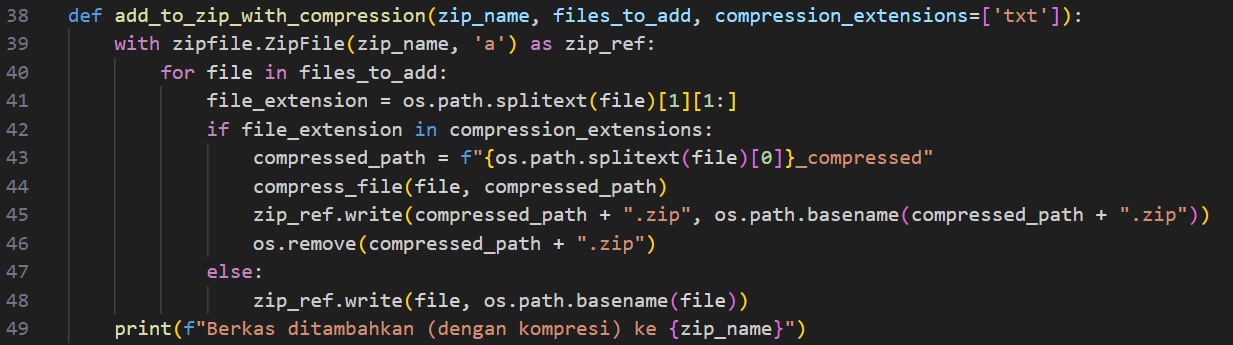 38 def add_to_zip_with_compression(zip_name, files_to_add, compression_extensions=['txt']):
39     with zipfile.ZipFile(zip_name, 'a') as zip_ref:
40         for file in files_to_add:
41             file_extension = os.path.splitext(file)[1][1:]
42             if file_extension in compression_extensions:
43                 compressed_path = f"{os.path.splitext(file)[0]}_compressed"
44                 compress_file(file, compressed_path)
45                 zip_ref.write(compressed_path + ".zip", os.path.basename(compressed_path + ".zip"))
46                 os.remove(compressed_path + ".zip")
47             else:
48                 zip_ref.write(file, os.path.basename(file))
49     print(f"Berkas ditambahkan (dengan kompresi) ke {zip_name}")